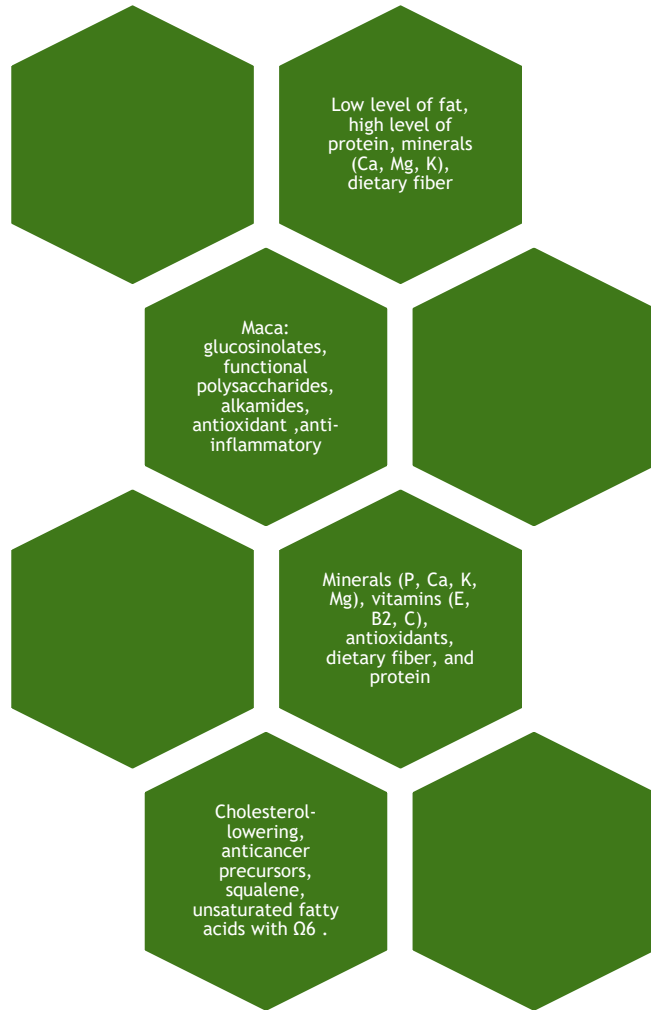 Low level of fat,
high level of
protein, minerals
(Ca, Mg, K),
dietary fiber
Maca:
glucosinolates,
functional
polysaccharides,
alkamides,
antioxidant ,anti-
inflammatory
Minerals (P, Ca, K,
Mg), vitamins (E,
B2, C),
antioxidants,
dietary fiber, and
protein
Cholesterol-
lowering,
anticancer
precursors,
squalene,
unsaturated fatty
acids with Ω6 .